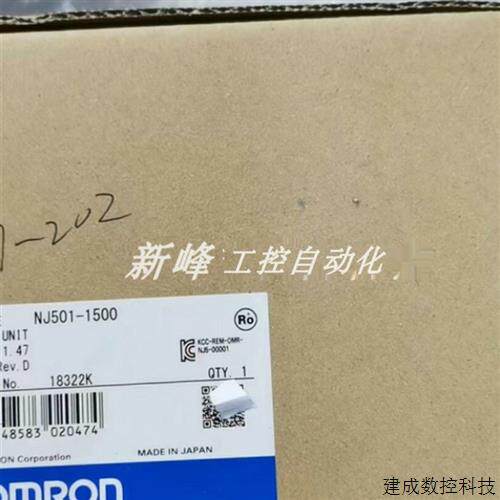 1-202
新峰 工控自动化
E NJ501-1500
UNIT
1.47
Rev.D
No. 18322K
Ro
KCC-REM-OMR-
NJ5-00001
QTY. 1
48583 020474
ON Corporation
MADE IN JAPAN
OMRON
建成数控科技